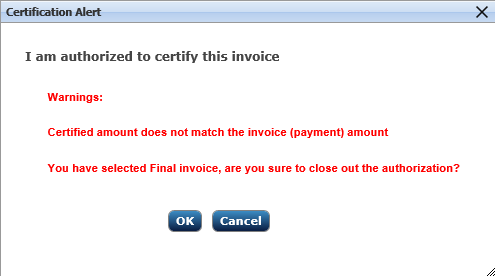 Certification Alert
I am authorized to certify this invoice
Warnings:
Certified amount does not match the invoice (payment) amount
You have selected Final invoice, are you sure to close out the authorization?
OK Cancel